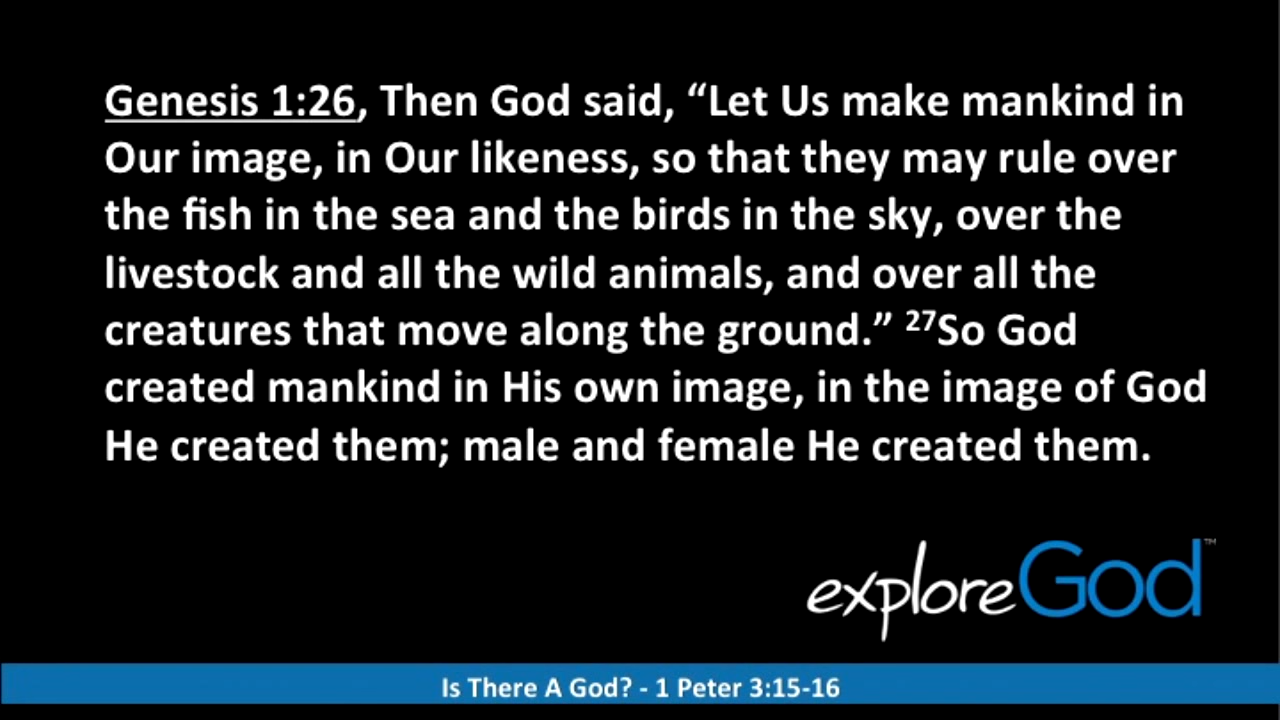 Genesis 1:26, Then God said, “Let Us make mankind in
Our image, in Our likeness, so that they may rule over
the fish in the sea and the birds in the sky, over the
livestock and all the wild animals, and over all the
creatures that move along the ground.” ²⁷So God
created mankind in His own image, in the image of God
He created them; male and female He created them.
exploreGod™
Is There A God? - 1 Peter 3:15-16